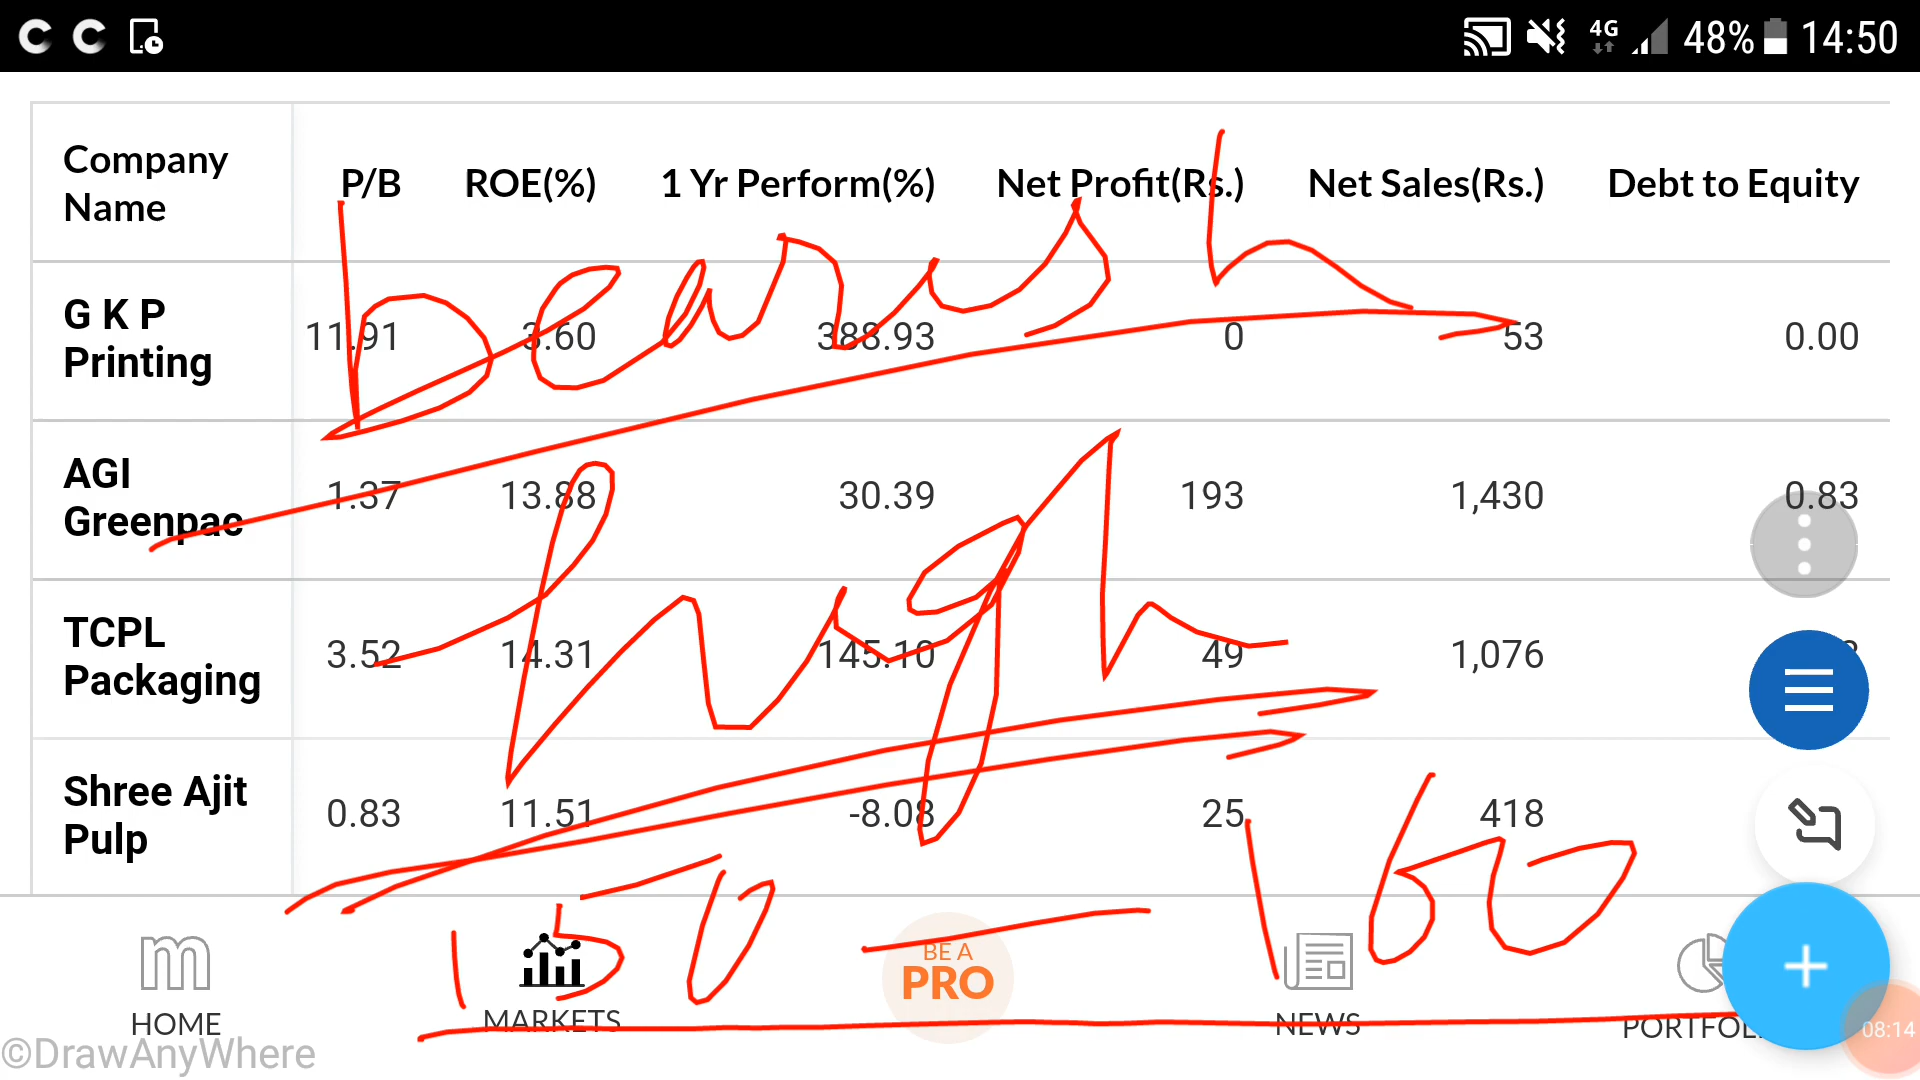 4G 48% 14:50
Company Name P/B ROE(%) 1 Yr Perform(%) Net Profit(Rs.) Net Sales(Rs.) Debt to Equity
G K P Printing 11.91 3.60 388.93 0 53 0.00
bearish
AGI Greenpac 1.37 13.88 30.39 193 1,430 0.83
high
TCPL Packaging 3.52 14.31 145.10 49 1,076
Shree Ajit Pulp 0.83 11.51 -8.08 25 418
150 — 160
HOME MARKETS BE A PRO NEWS PORTFOL
©DrawAnyWhere
08:14